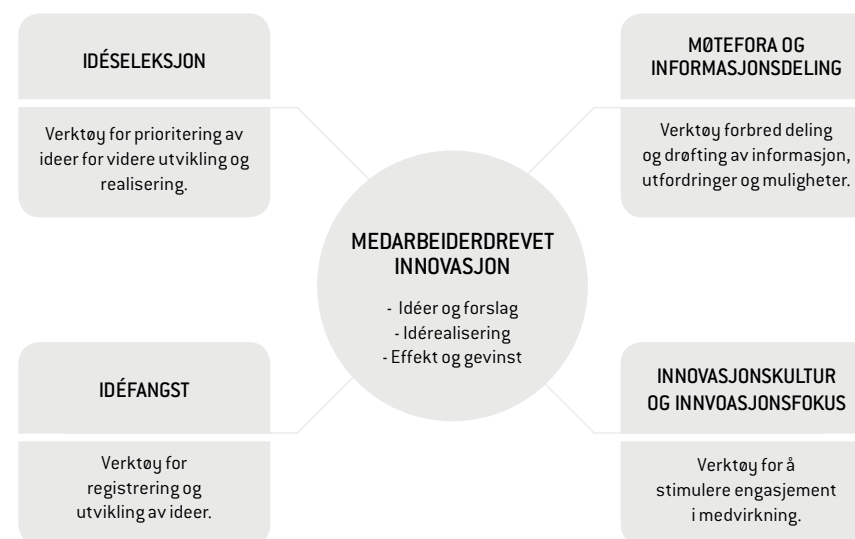 IDÉSELEKSJON
Verktøy for prioritering av
ideer for videre utvikling og
realisering.
MØTEFORA OG
INFORMASJONSDELING
Verktøy forbred deling
og drøfting av informasjon,
utfordringer og muligheter.
MEDARBEIDERDREVET
INNOVASJON
- Idéer og forslag
- Idérealisering
- Effekt og gevinst
IDÉFANGST
Verktøy for
registrering og
utvikling av ideer.
INNOVASJONSKULTUR
OG INNVOASJONSFOKUS
Verktøy for å
stimulere engasjement
i medvirkning.